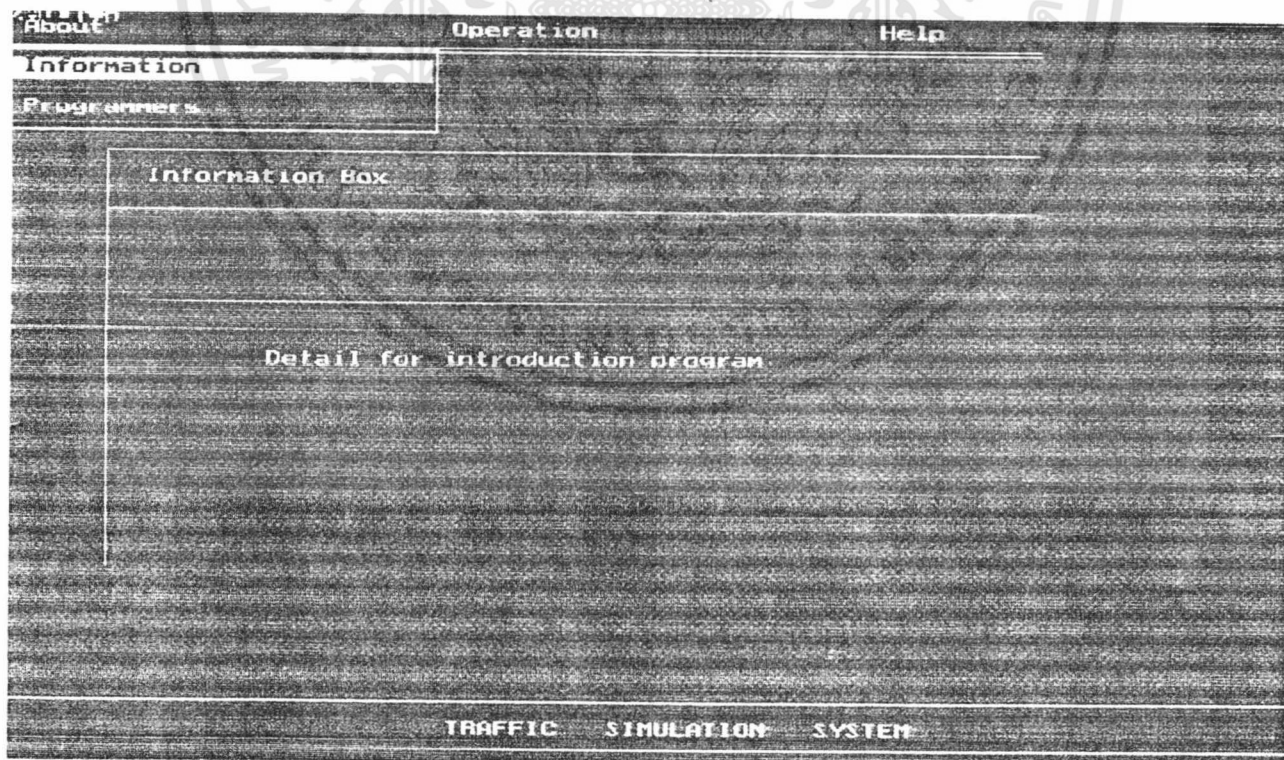 About Operation Help
Information
Programmers
Information Box
Detail for introduction program
TRAFFIC SIMULATION SYSTEM